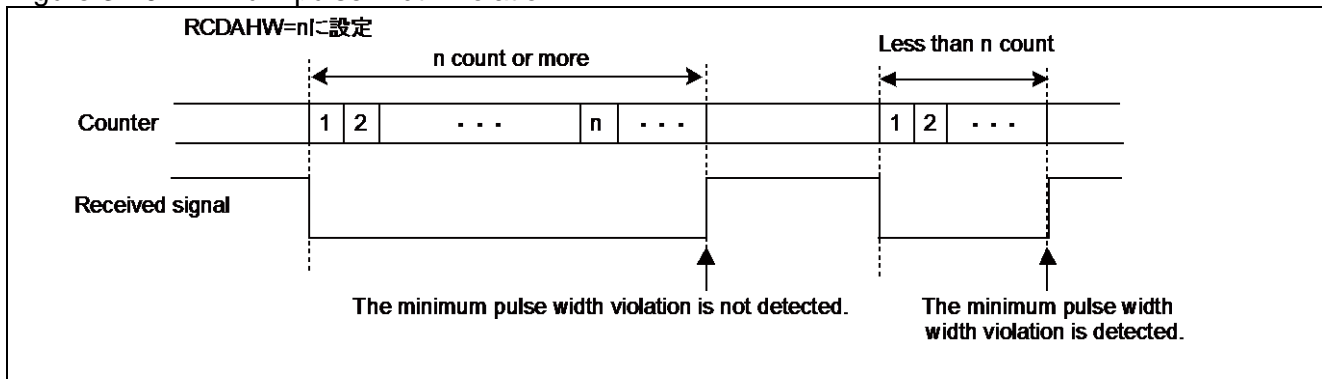 RCDAHW=nに設定
n count or more
Less than n count
Counter
1 2 · · · n · · ·
1 2 · · ·
Received signal
The minimum pulse width violation is not detected.
The minimum pulse width
width violation is detected.